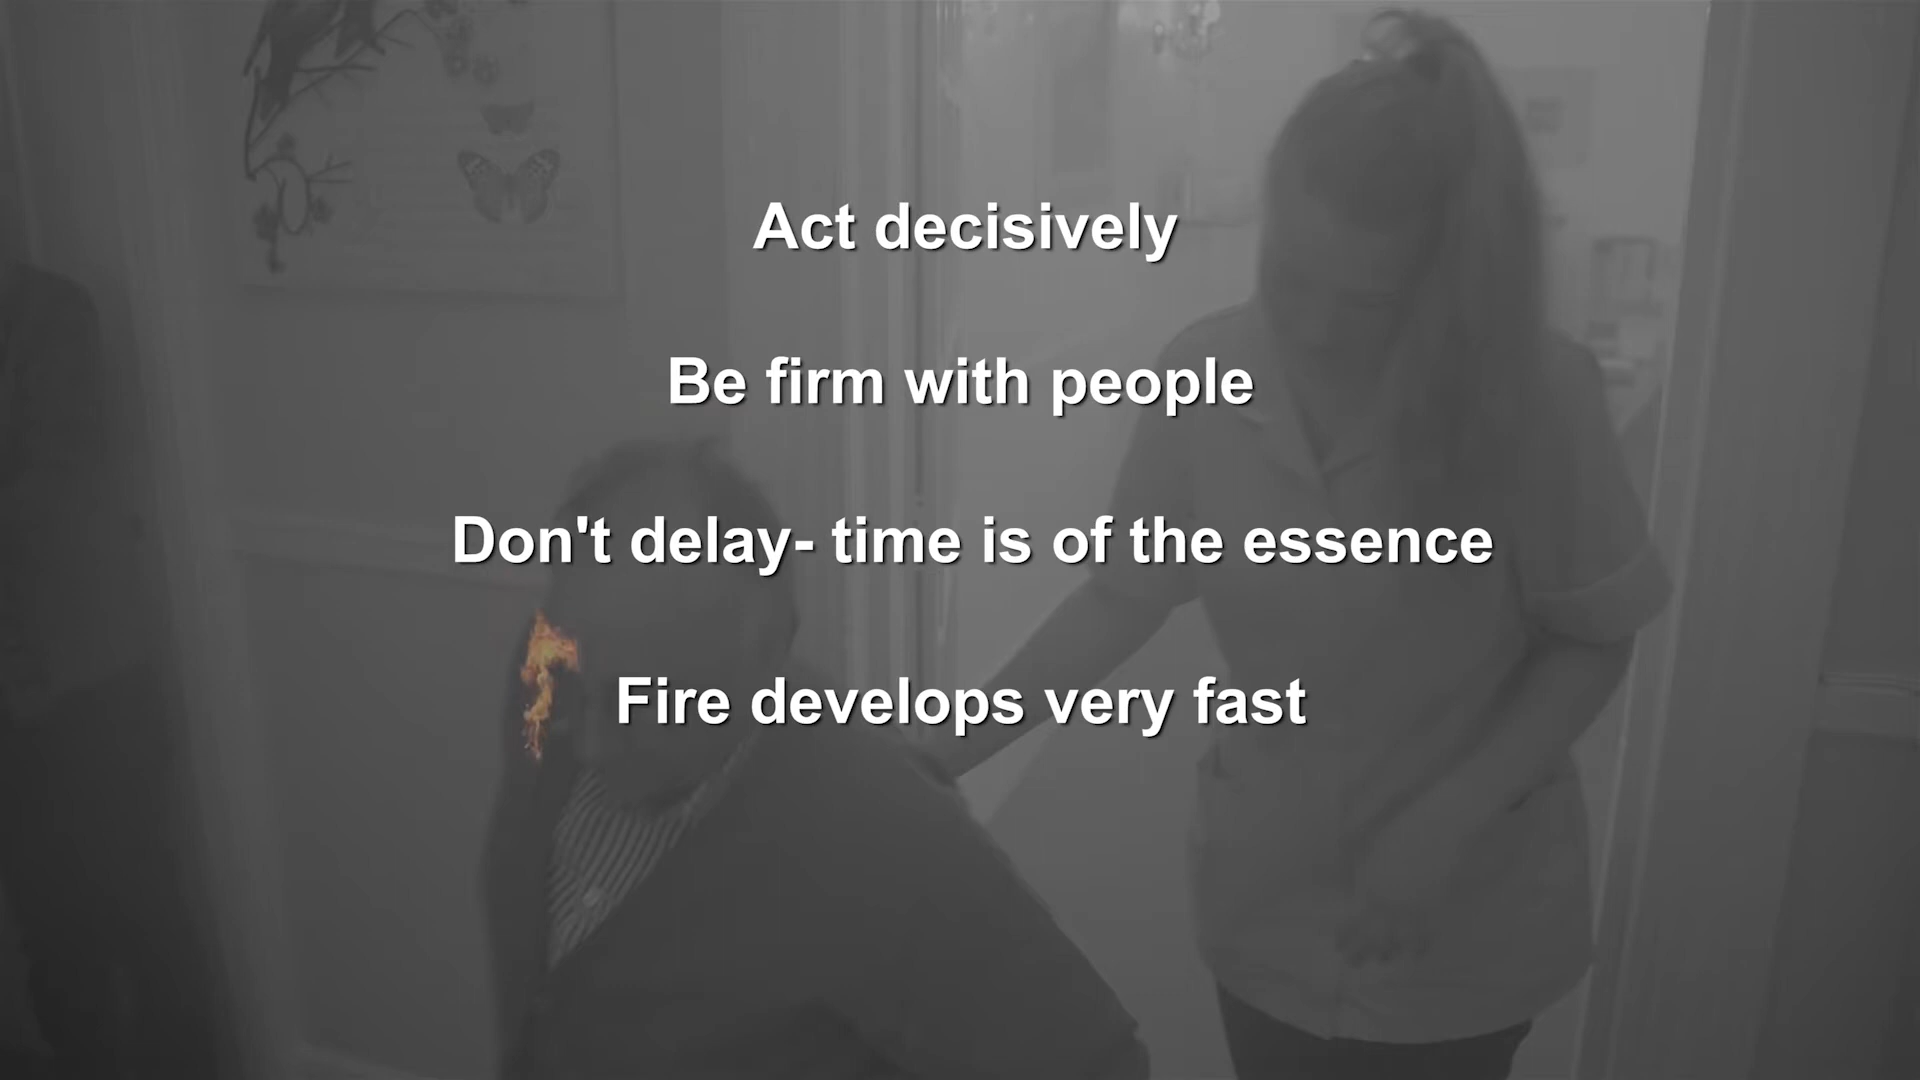 Act decisively
Be firm with people
Don't delay- time is of the essence
Fire develops very fast